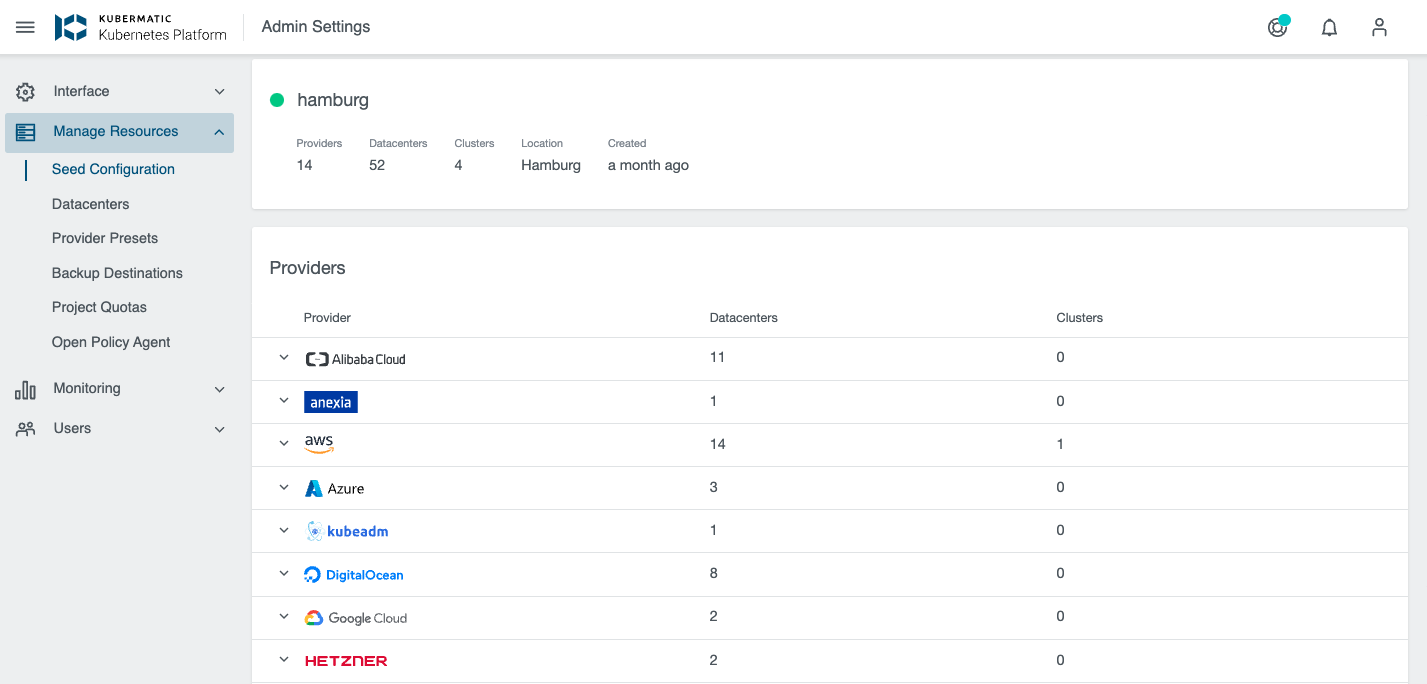 KUBERMATIC
Kubernetes Platform
Admin Settings
Interface
Manage Resources
Seed Configuration
Datacenters
Provider Presets
Backup Destinations
Project Quotas
Open Policy Agent
Monitoring
Users
hamburg
Providers Datacenters Clusters Location Created
14 52 4 Hamburg a month ago
Providers
Provider Datacenters Clusters
Alibaba Cloud 11 0
anexia 1 0
aws 14 1
Azure 3 0
kubeadm 1 0
DigitalOcean 8 0
Google Cloud 2 0
HETZNER 2 0